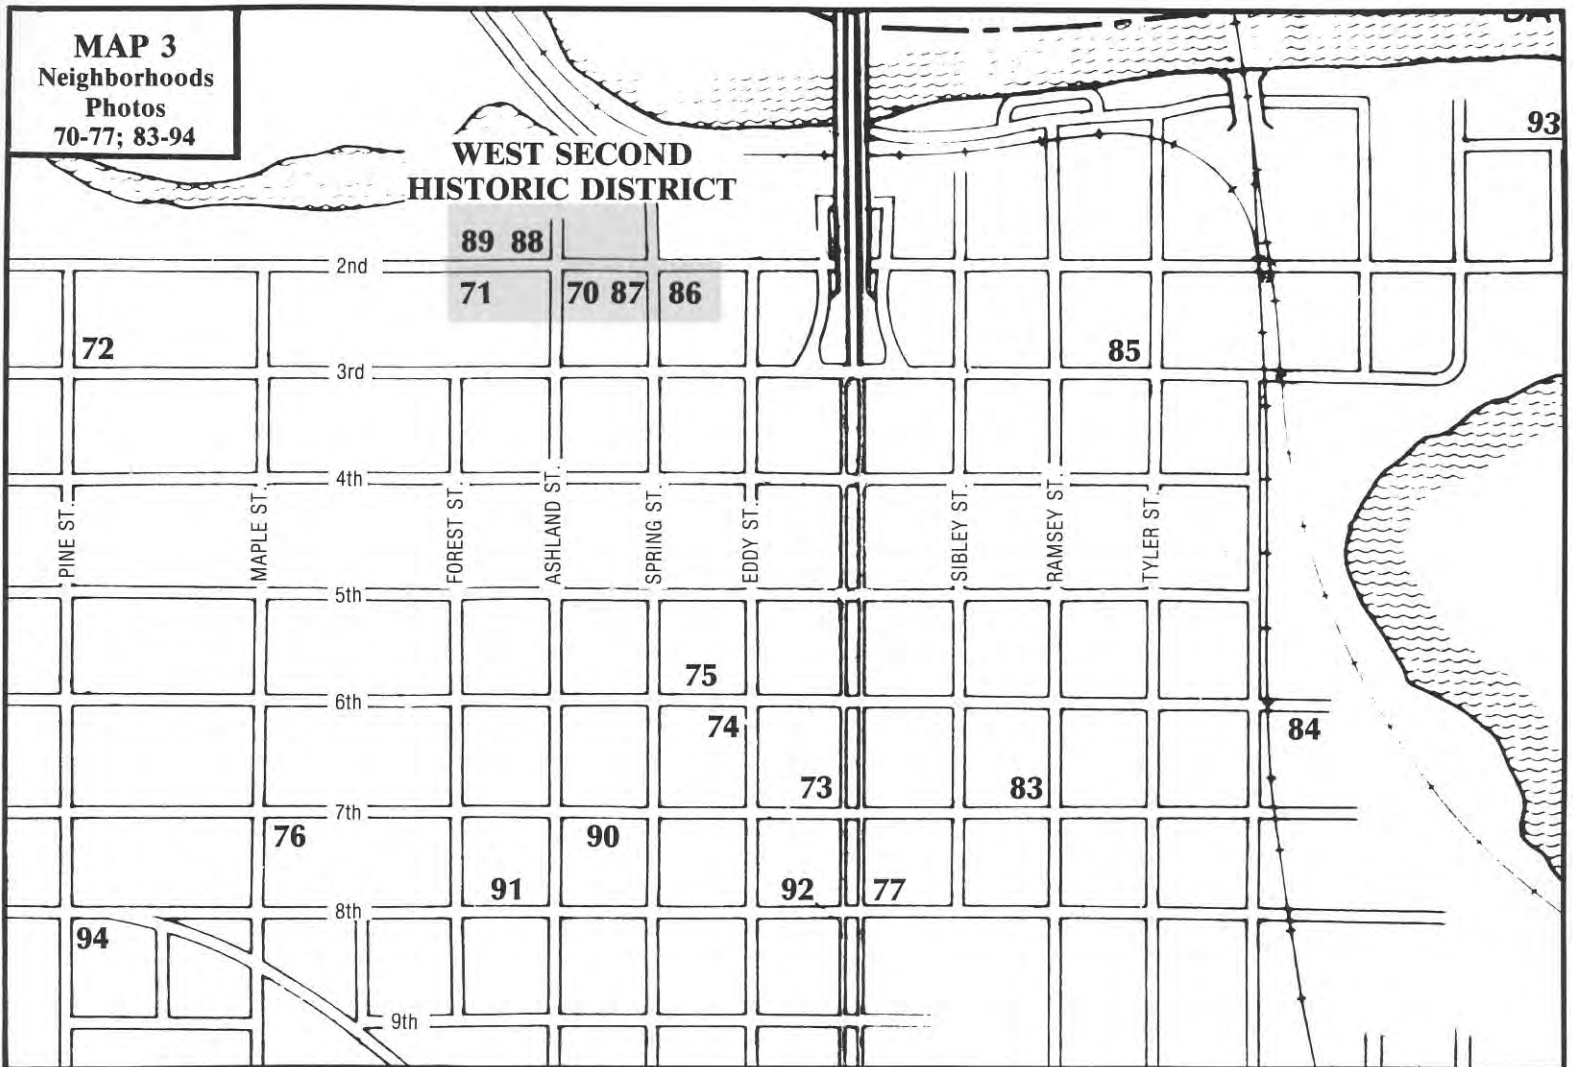 MAP 3
Neighborhoods
Photos
70-77; 83-94
93
WEST SECOND
HISTORIC DISTRICT
89 88
2nd
71 70 87 86
72
85
3rd
4th
PINE ST.
MAPLE ST.
FOREST ST.
ASHLAND ST.
SPRING ST.
EDDY ST.
SIBLEY ST.
RAMSEY ST.
TYLER ST.
5th
75
6th
74
84
73
83
7th
76
90
91
92
77
8th
94
9th